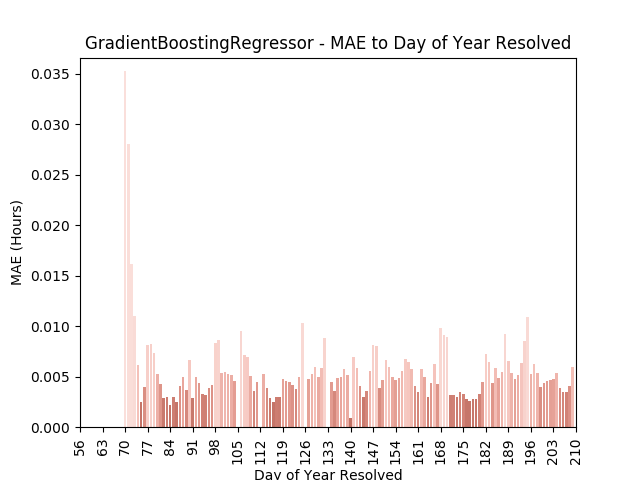 GradientBoostingRegressor - MAE to Day of Year Resolved
0.035
0.030
0.025
0.020
0.015
0.010
0.005
0.000
MAE (Hours)
56 63 70 77 84 91 98 105 112 119 126 133 140 147 154 161 168 175 182 189 196 203 210
Day of Year Resolved